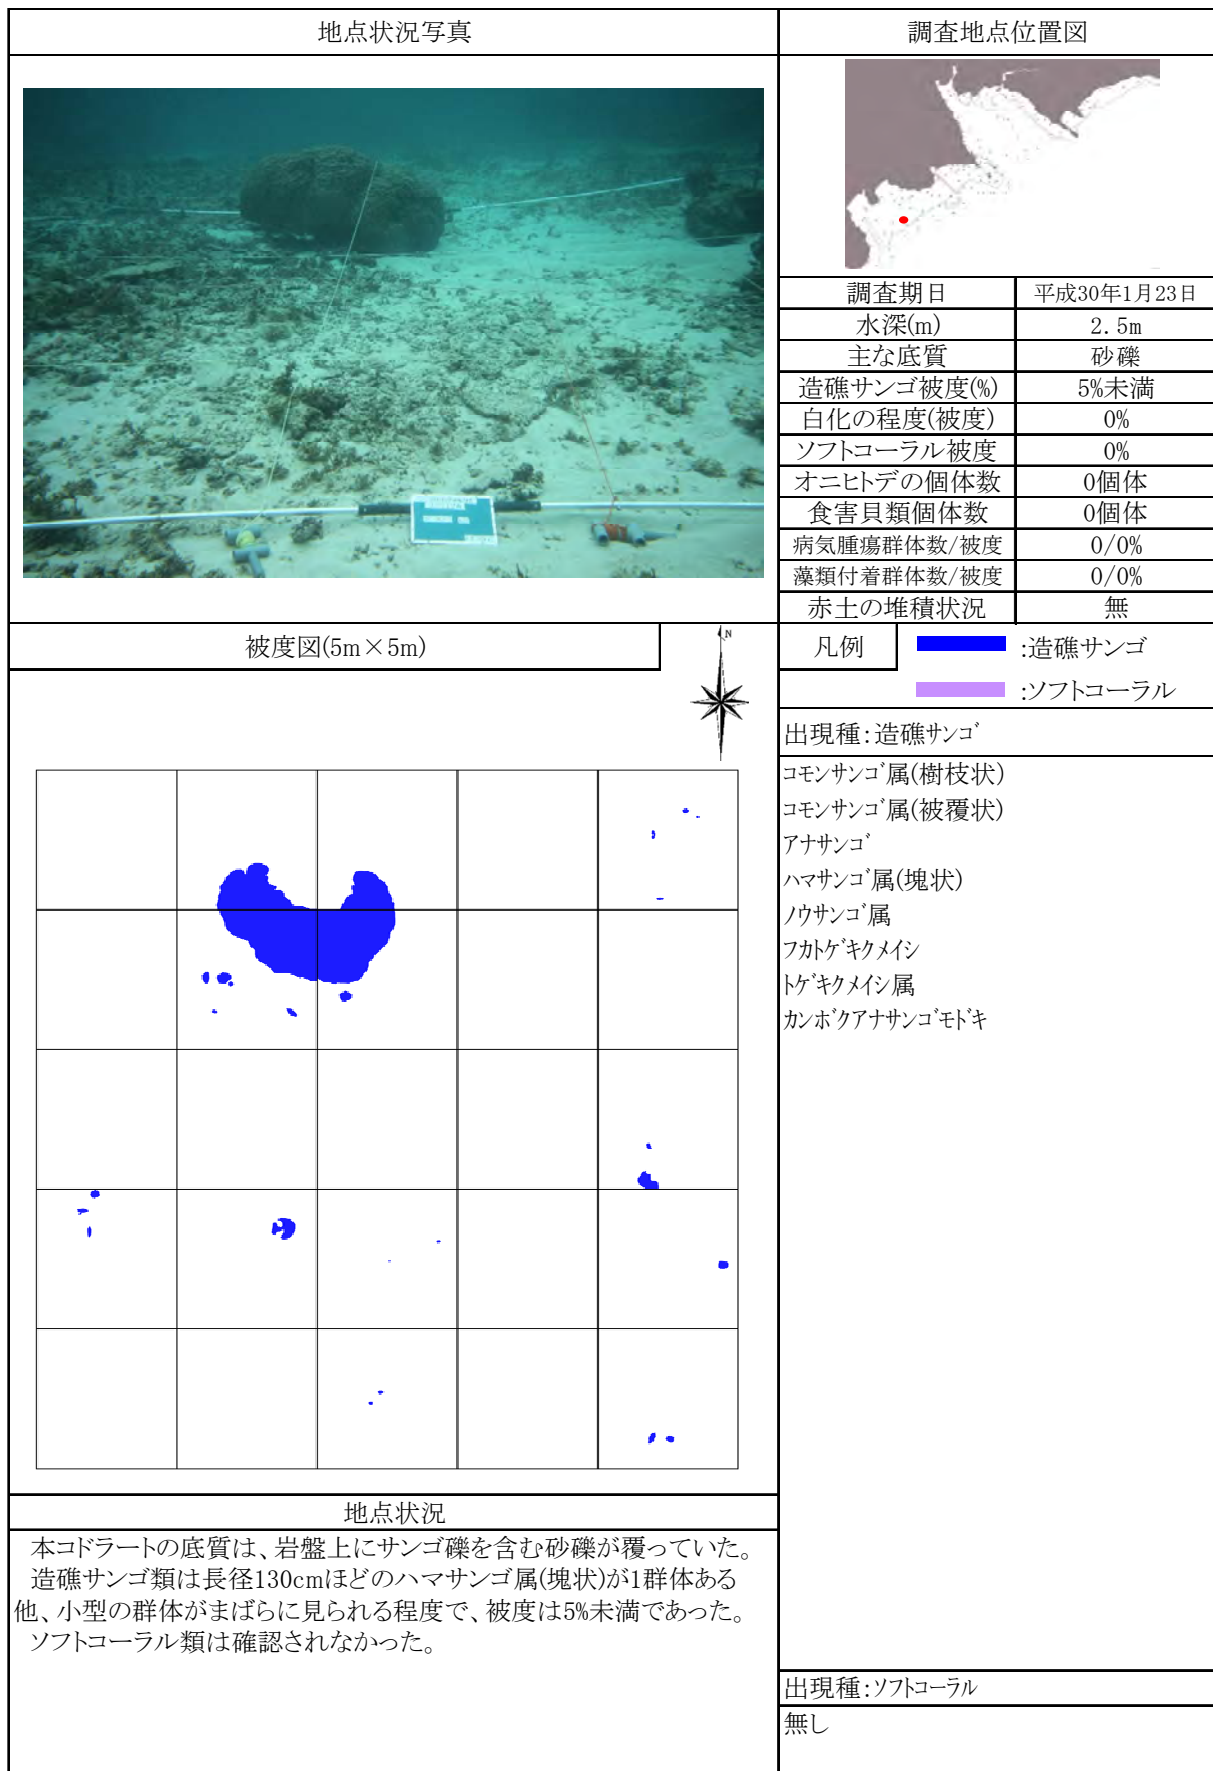 地点状況写真
調査地点位置図
調査期日 平成30年1月23日
水深(m) 2.5m
主な底質 砂礫
造礁サンゴ被度(%) 5%未満
白化の程度(被度) 0%
ソフトコーラル被度 0%
オニヒトデの個体数 0個体
食害貝類個体数 0個体
病気腫瘍群体数/被度 0/0%
藻類付着群体数/被度 0/0%
赤土の堆積状況 無
被度図(5m×5m)
N
凡例 :造礁サンゴ
:ソフトコーラル
出現種:造礁ｻﾝｺﾞ
ｺﾓﾝｻﾝｺﾞ属(樹枝状)
ｺﾓﾝｻﾝｺﾞ属(被覆状)
ｱﾅｻﾝｺﾞ
ﾊﾏｻﾝｺﾞ属(塊状)
ﾉｳｻﾝｺﾞ属
ﾌｶﾄｹﾞｷｸﾒｲｼ
ﾄｹﾞｷｸﾒｲｼ属
ｶﾝﾎﾞｸｱﾅｻﾝｺﾞﾓﾄﾞｷ
地点状況
本コドラートの底質は、岩盤上にサンゴ礫を含む砂礫が覆っていた。
造礁サンゴ類は長径130cmほどのハマサンゴ属(塊状)が1群体ある
他、小型の群体がまばらに見られる程度で、被度は5%未満であった。
ソフトコーラル類は確認されなかった。
出現種:ｿﾌﾄｺｰﾗﾙ
無し